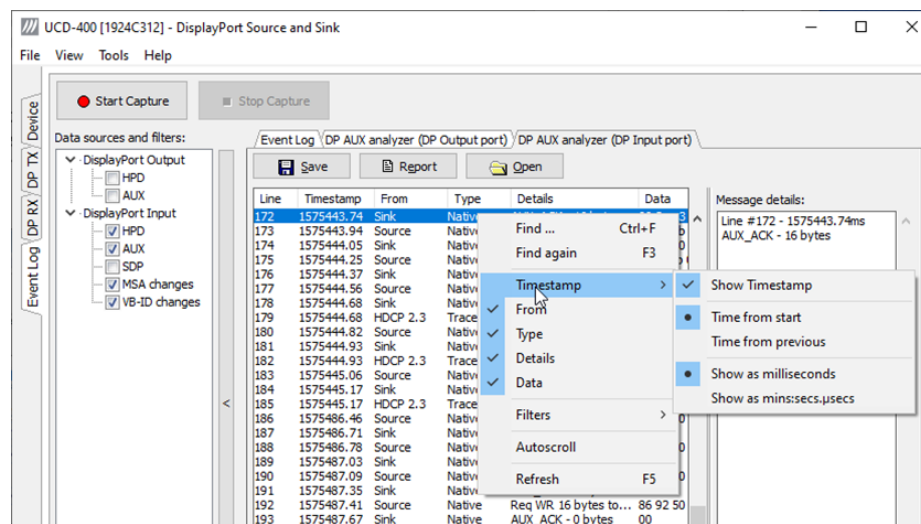 UCD-400 [1924C312] - DisplayPort Source and Sink
File View Tools Help
Start Capture Stop Capture
Device
DP TX
DP RX
Event Log
Data sources and filters:
DisplayPort Output
HPD
AUX
DisplayPort Input
HPD
AUX
SDP
MSA changes
VB-ID changes
<
Event Log DP AUX analyzer (DP Output port) DP AUX analyzer (DP Input port)
Save Report Open
Line Timestamp From Type Details Data
172 1575443.74 Sink Native
173 1575443.94 Source Nativ
174 1575444.05 Sink Nativ
175 1575444.25 Source Nativ
176 1575444.37 Sink Nativ
177 1575444.56 Source Nativ
178 1575444.68 Sink Nativ
179 1575444.68 HDCP 2.3 Trace
180 1575444.82 Source Nativ
181 1575444.93 Sink Nativ
182 1575444.93 HDCP 2.3 Trace
183 1575445.06 Source Nativ
184 1575445.17 Sink Nativ
185 1575445.17 HDCP 2.3 Trace
186 1575486.46 Source Nativ
187 1575486.71 Sink Nativ
188 1575486.78 Source Nativ
189 1575487.03 Sink Nativ
190 1575487.09 Source Nativ
191 1575487.35 Sink Nativ
192 1575487.41 Source Native Req WR 16 bytes to... 86 92 50
193 1575487.67 Sink Native AUX_ACK - 0 bytes 00
Find ... Ctrl+F
Find again F3
Timestamp
From
Type
Details
Data
Filters
Autoscroll
Refresh F5
Show Timestamp
Time from start
Time from previous
Show as milliseconds
Show as mins:secs.µsecs
Message details:
Line #172 - 1575443.74ms
AUX_ACK - 16 bytes